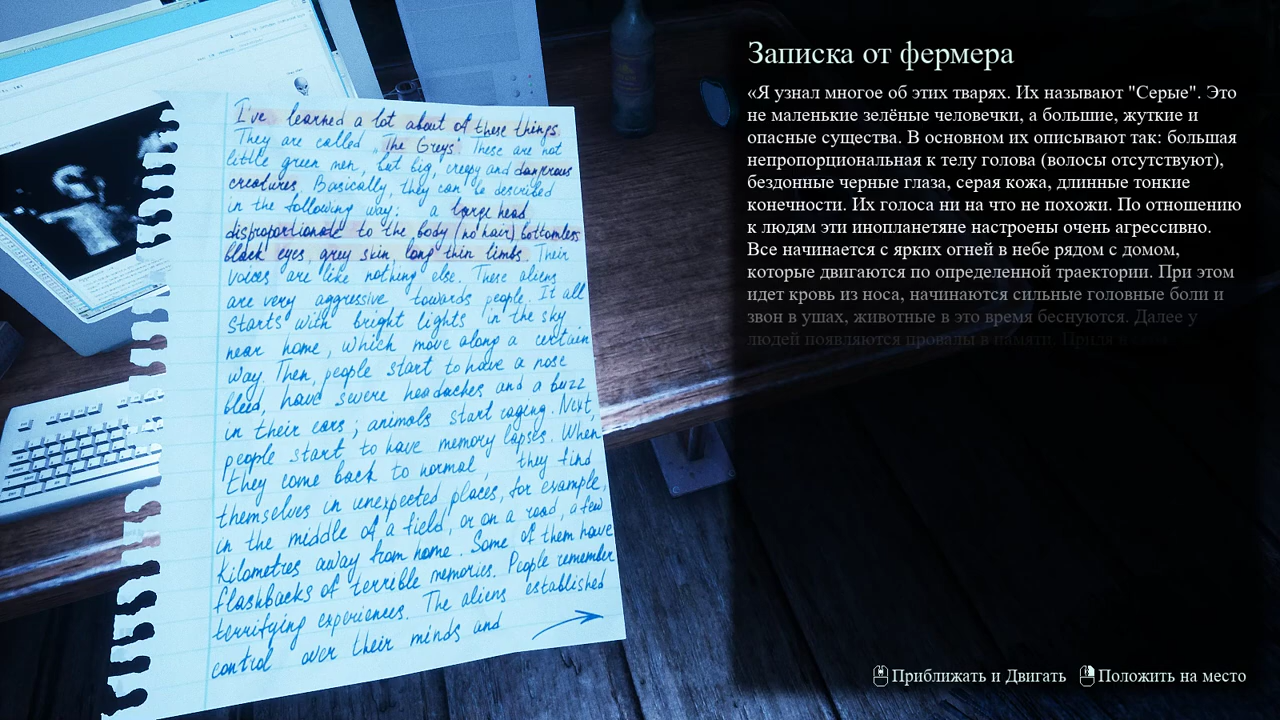 I've learned a lot about of these things.
They are called "The Greys". These are not
little green men, but big, creepy and dangerous
creatures. Basically, they can be described
in the following way: a large head
disproportionate to the body (no hair) bottomless
black eyes, grey skin, long thin limbs. Their
voices are like nothing else. These aliens
are very aggressive towards people. It all
starts with bright lights in the sky
near home, which move along a certain
way. Then, people start to have a nose
bleed, have severe headaches and a buzz
in their ears; animals start raging. Next,
people start to have memory lapses. When
they come back to normal, they find
themselves in unexpected places, for example,
in the middle of a field, or on a road, a few
kilometres away from home. Some of them have
flashbacks of terrible memories. People remember
terrifying experiences. The aliens established
control over their minds and
Записка от фермера
«Я узнал многое об этих тварях. Их называют "Серые". Это
не маленькие зелёные человечки, а большие, жуткие и
опасные существа. В основном их описывают так: большая
непропорциональная к телу голова (волосы отсутствуют),
бездонные черные глаза, серая кожа, длинные тонкие
конечности. Их голоса ни на что не похожи. По отношению
к людям эти инопланетяне настроены очень агрессивно.
Все начинается с ярких огней в небе рядом с домом,
которые двигаются по определенной траектории. При этом
идет кровь из носа, начинаются сильные головные боли и
звон в ушах, животные в это время беснуются. Далее у
людей появляются провалы в памяти. Придя в
Приближать и Двигать
Положить на место